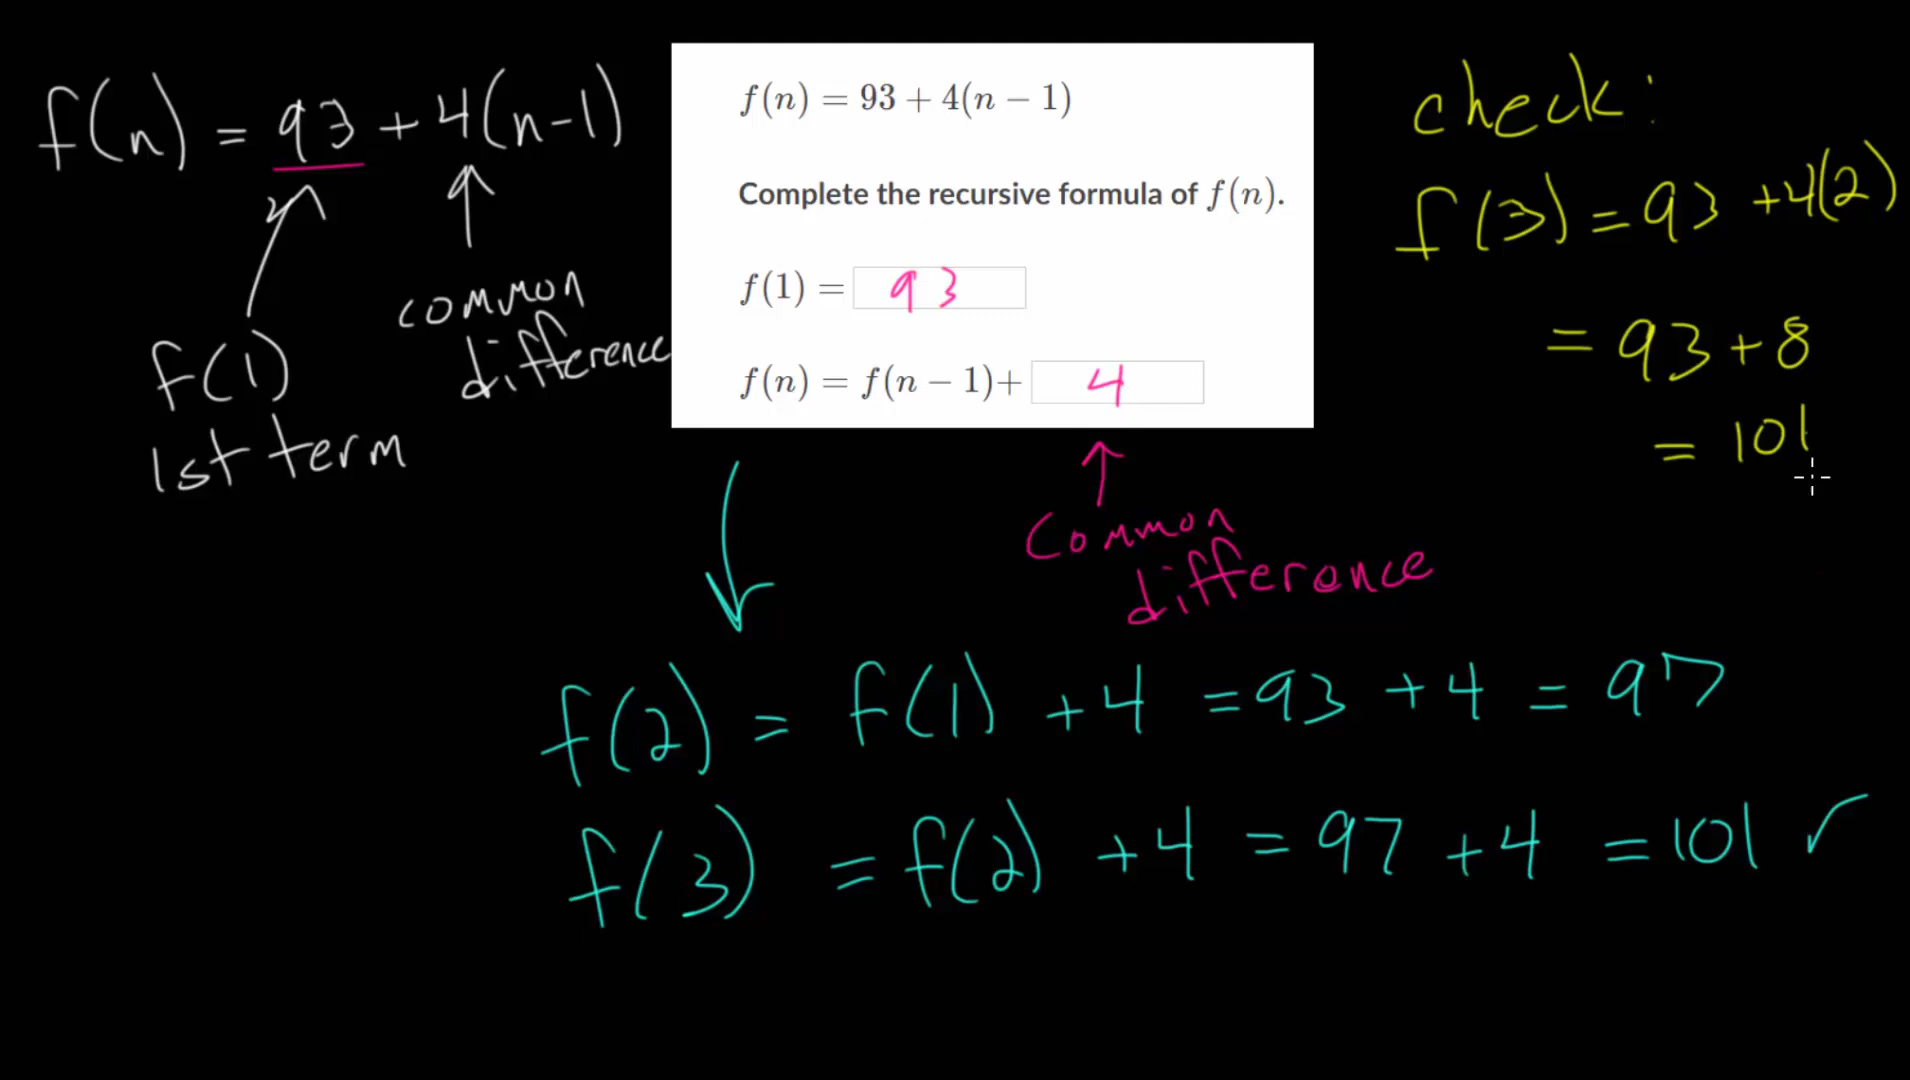 f(n) = 93 + 4(n-1)
f(1)
1st term
common
difference
f(n) = 93 + 4(n − 1)
Complete the recursive formula of f(n).
f(1) = 93
f(n) = f(n − 1)+ 4
common
difference
check:
f(3) = 93 +4(2)
= 93 + 8
= 101
f(2) = f(1) + 4 = 93 + 4 = 97
f(3) = f(2) + 4 = 97 + 4 = 101 ✓